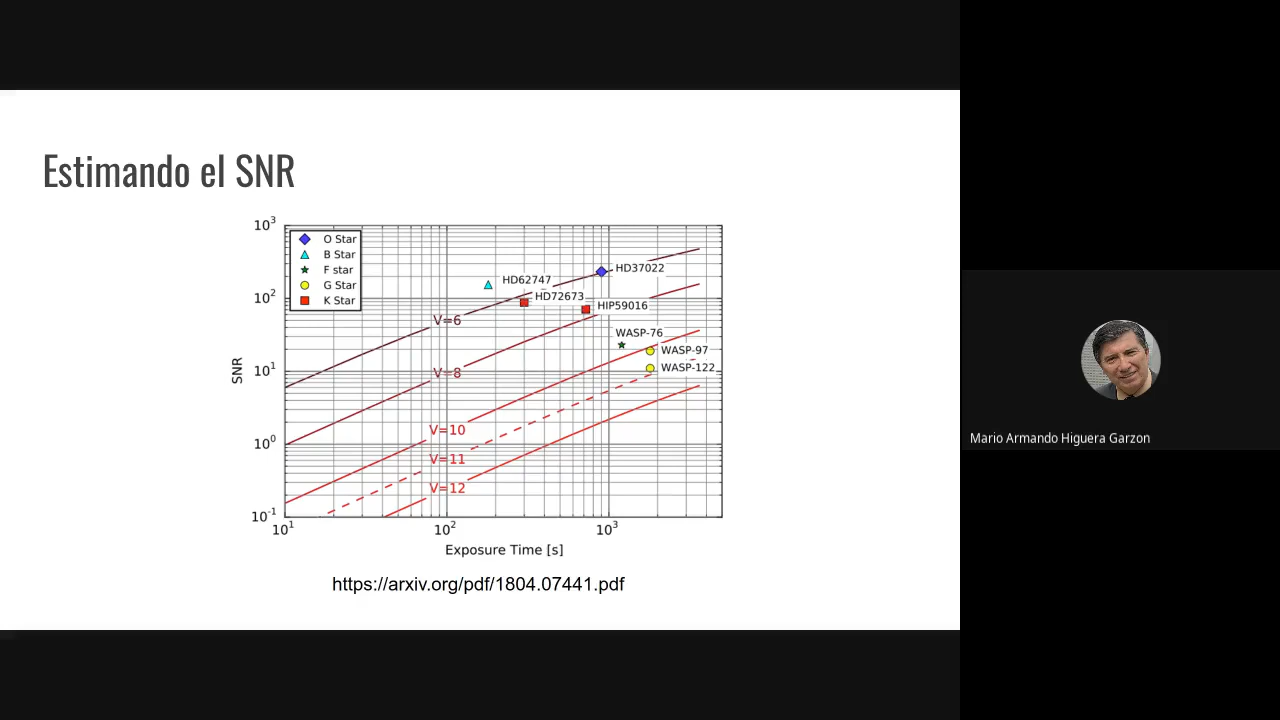 Estimando el SNR
10³
10²
10¹
10⁰
10⁻¹
SNR
O Star
B Star
F star
G Star
K Star
V=6
V=8
V=10
V=11
V=12
HD62747
HD37022
HD72673
HIP59016
WASP-76
WASP-97
WASP-122
10¹
10²
10³
Exposure Time [s]
https://arxiv.org/pdf/1804.07441.pdf
Mario Armando Higuera Garzon